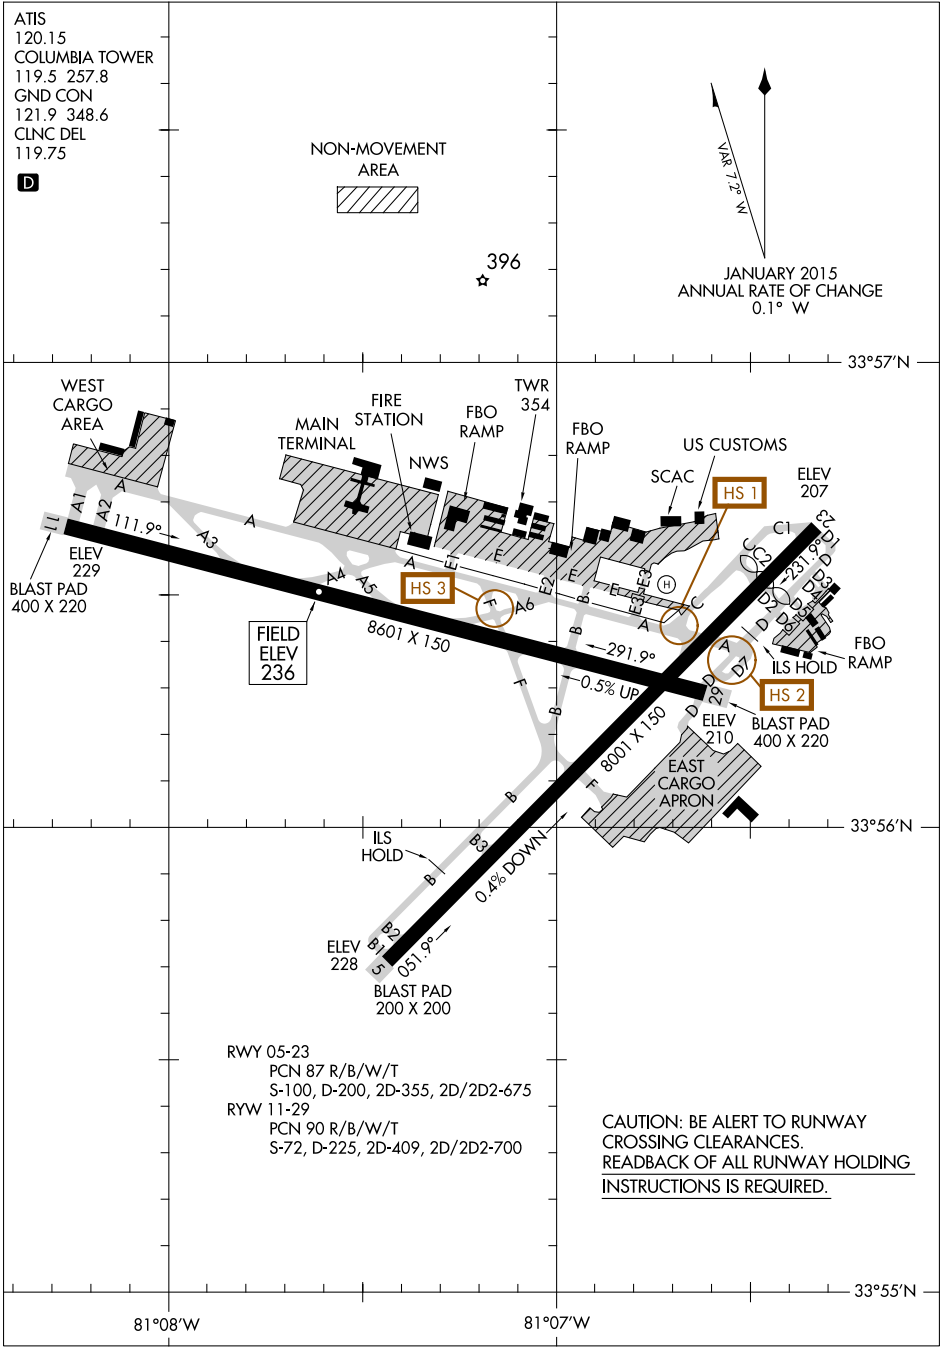 ATIS
120.15
COLUMBIA TOWER
119.5 257.8
GND CON
121.9 348.6
CLNC DEL
119.75
D
NON-MOVEMENT
AREA
396
VAR 7.2° W
JANUARY 2015
ANNUAL RATE OF CHANGE
0.1° W
33°57'N
WEST
CARGO
AREA
MAIN
TERMINAL
FIRE
STATION
NWS
FBO
RAMP
TWR
354
FBO
RAMP
SCAC
US CUSTOMS
HS 1
ELEV
207
23
A
A1
A2
11
111.9°
A3
A
ELEV
229
BLAST PAD
400 X 220
A4
A5
A
E1
E
HS 3
F
A6
E2
E
B
E
E3
E3
H
A
C
C
C2
C1
231.9°
D1
D
D3
D4
D5
D6
D2
D
ILS HOLD
FBO
RAMP
FIELD
ELEV
236
8601 X 150
291.9°
0.5% UP
A
D7
D
HS 2
29
D
ELEV
210
BLAST PAD
400 X 220
F
B
8001 X 150
EAST
CARGO
APRON
F
B
33°56'N
ILS
HOLD
B3
0.4% DOWN
B
B2
B1
5
051.9°
ELEV
228
BLAST PAD
200 X 200
RWY 05-23
PCN 87 R/B/W/T
S-100, D-200, 2D-355, 2D/2D2-675
RYW 11-29
PCN 90 R/B/W/T
S-72, D-225, 2D-409, 2D/2D2-700
CAUTION: BE ALERT TO RUNWAY
CROSSING CLEARANCES.
READBACK OF ALL RUNWAY HOLDING
INSTRUCTIONS IS REQUIRED.
33°55'N
81°08'W
81°07'W